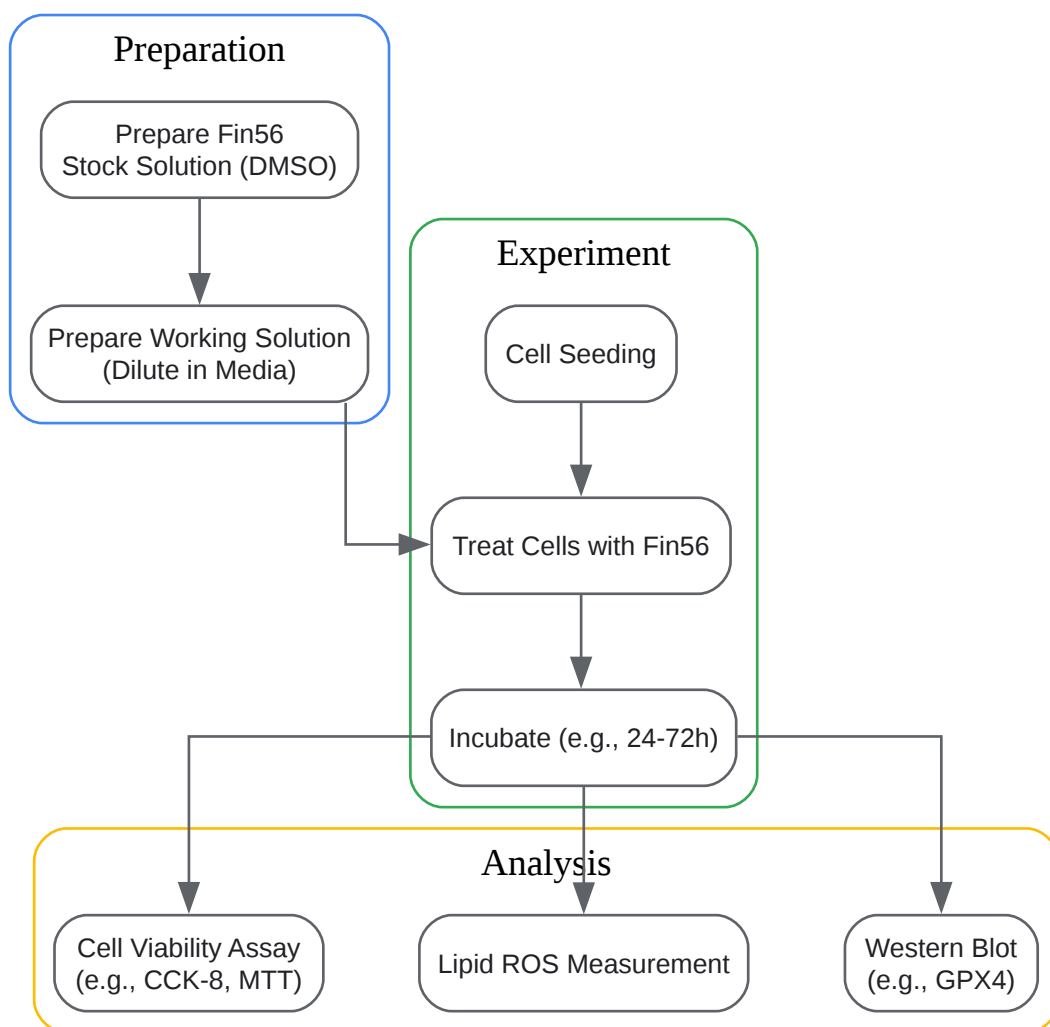 Preparation
Prepare Fin56
Stock Solution (DMSO)
Prepare Working Solution
(Dilute in Media)
Experiment
Cell Seeding
Treat Cells with Fin56
Incubate (e.g., 24-72h)
Analysis
Cell Viability Assay
(e.g., CCK-8, MTT)
Lipid ROS Measurement
Western Blot
(e.g., GPX4)